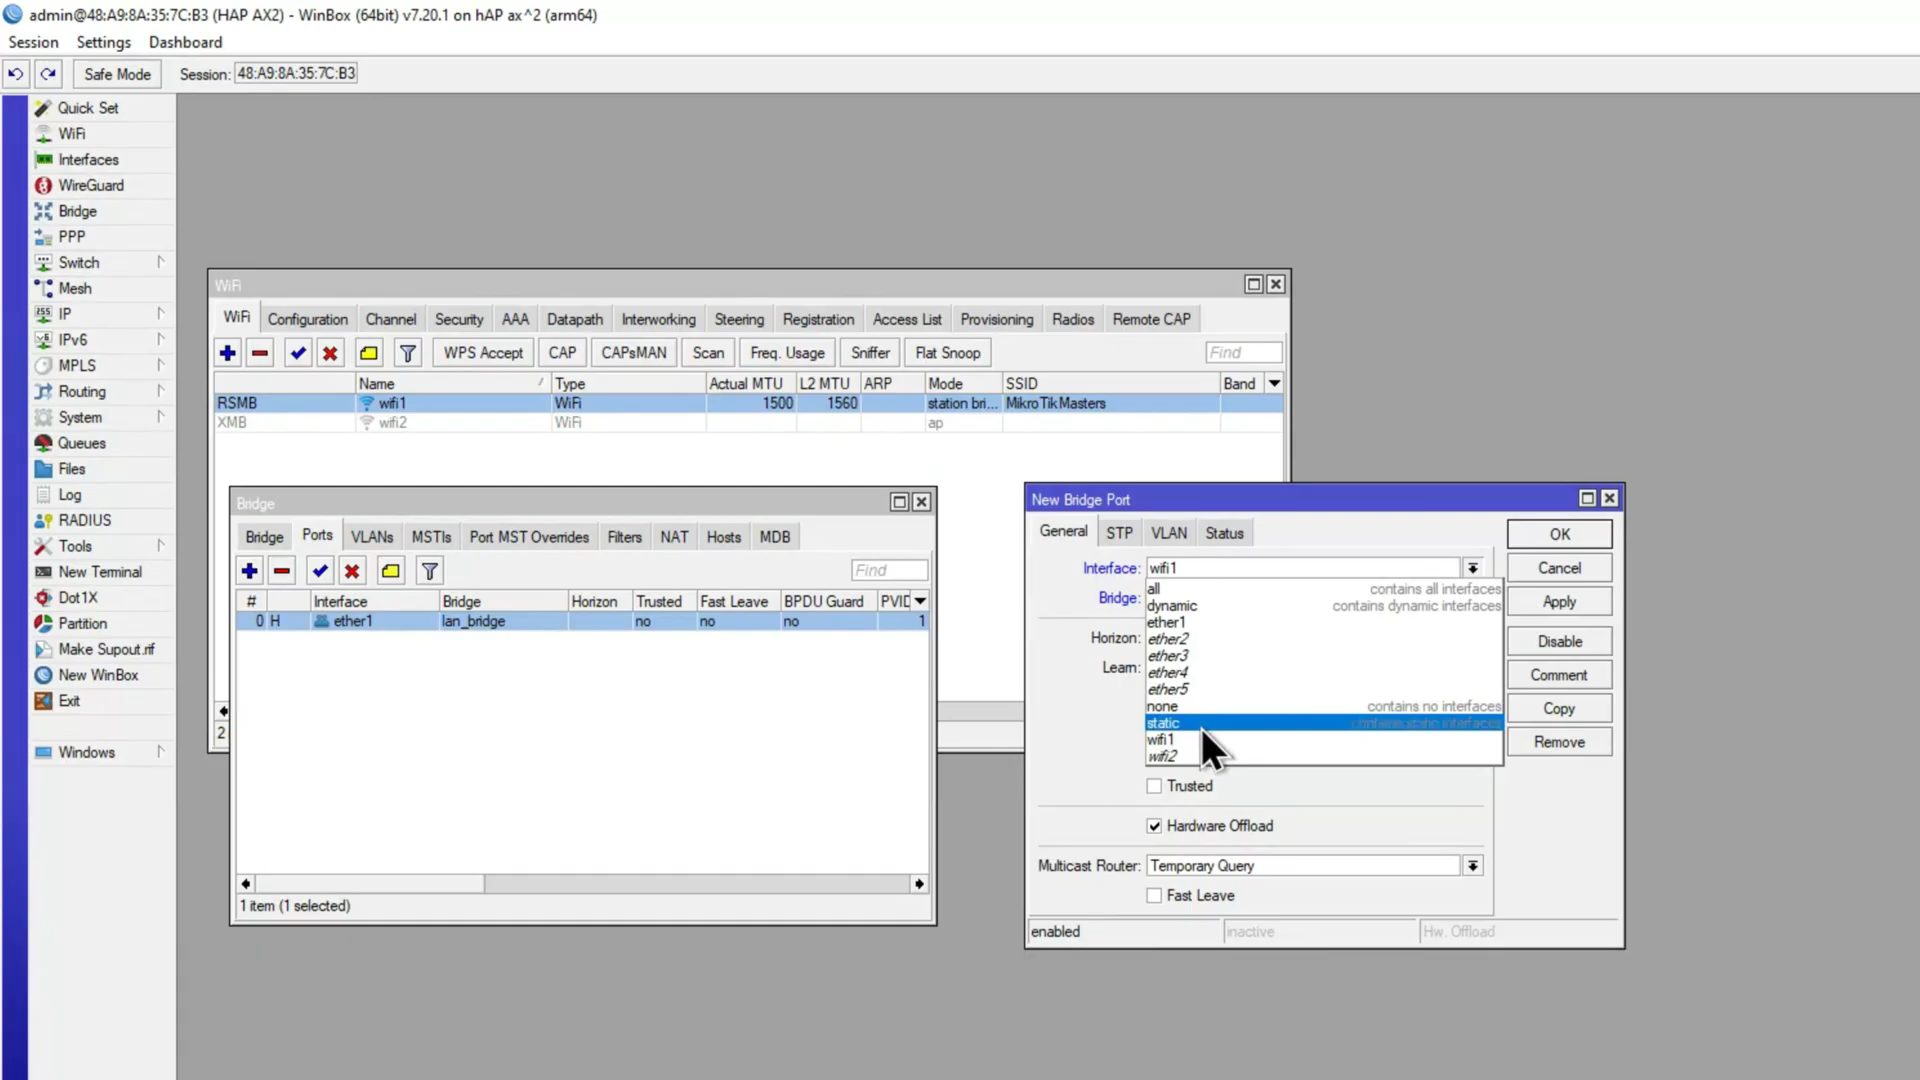 admin@48:A9:8A:35:7C:B3 (HAP AX2) - WinBox (64bit) v7.20.1 on hAP ax^2 (arm64)
Session Settings Dashboard
Safe Mode Session: 48:A9:8A:35:7C:B3
Quick Set
WiFi
Interfaces
WireGuard
Bridge
PPP
Switch
Mesh
IP
IPv6
MPLS
Routing
System
Queues
Files
Log
RADIUS
Tools
New Terminal
Dot1X
Partition
Make Supout.rif
New WinBox
Exit
Windows
WiFi
WiFi Configuration Channel Security AAA Datapath Interworking Steering Registration Access List Provisioning Radios Remote CAP
WPS Accept CAP CAPsMAN Scan Freq. Usage Sniffer Flat Snoop Find
Name Type Actual MTU L2 MTU ARP Mode SSID Band
RSMB wifi1 WiFi 1500 1560 station bri... MikroTikMasters
XMB wifi2 WiFi ap
2
Bridge
Bridge Ports VLANs MSTIs Port MST Overrides Filters NAT Hosts MDB
Find
# Interface Bridge Horizon Trusted Fast Leave BPDU Guard PVID
0 H ether1 lan_bridge no no no 1
1 item (1 selected)
New Bridge Port
General STP VLAN Status
Interface: wifi1
all contains all interfaces
dynamic contains dynamic interfaces
ether1
ether2
ether3
ether4
ether5
none contains no interfaces
static contains static interfaces
wifi1
wifi2
Bridge:
Horizon:
Learn:
Trusted
Hardware Offload
Multicast Router: Temporary Query
Fast Leave
enabled inactive Hw. Offload
OK
Cancel
Apply
Disable
Comment
Copy
Remove